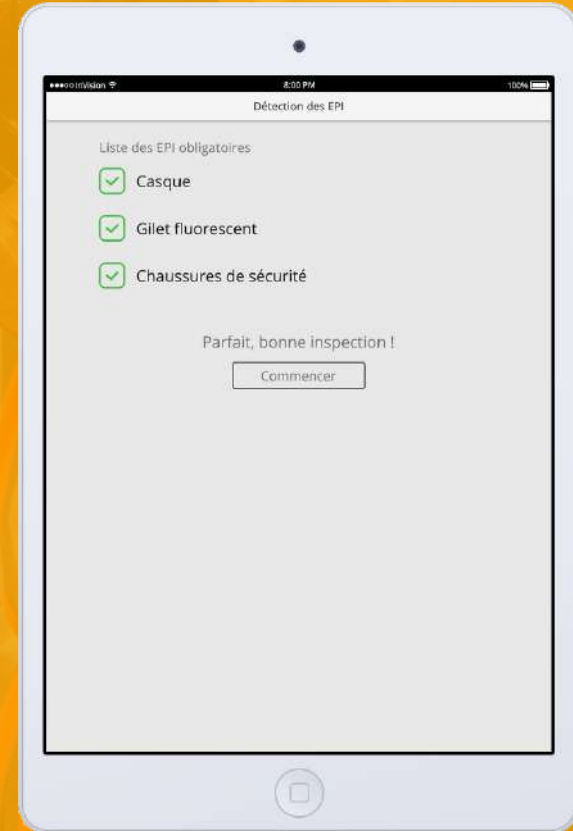 InVision
8:00 PM
100%
Détection des EPI
Liste des EPI obligatoires
Casque
Gilet fluorescent
Chaussures de sécurité
Parfait, bonne inspection !
Commencer